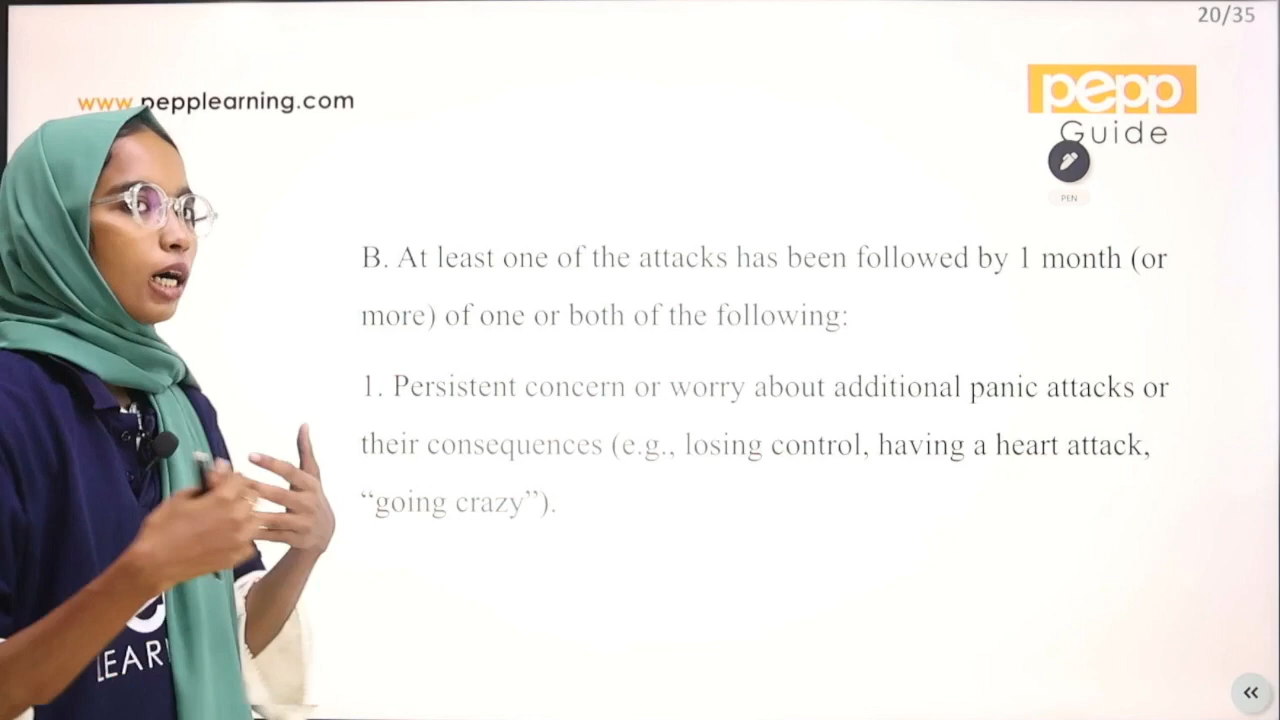 20/35
www.pepplearning.com
pepp
Guide
PEN
B. At least one of the attacks has been followed by 1 month (or
more) of one or both of the following:
1. Persistent concern or worry about additional panic attacks or
their consequences (e.g., losing control, having a heart attack,
“going crazy”).
LEAR